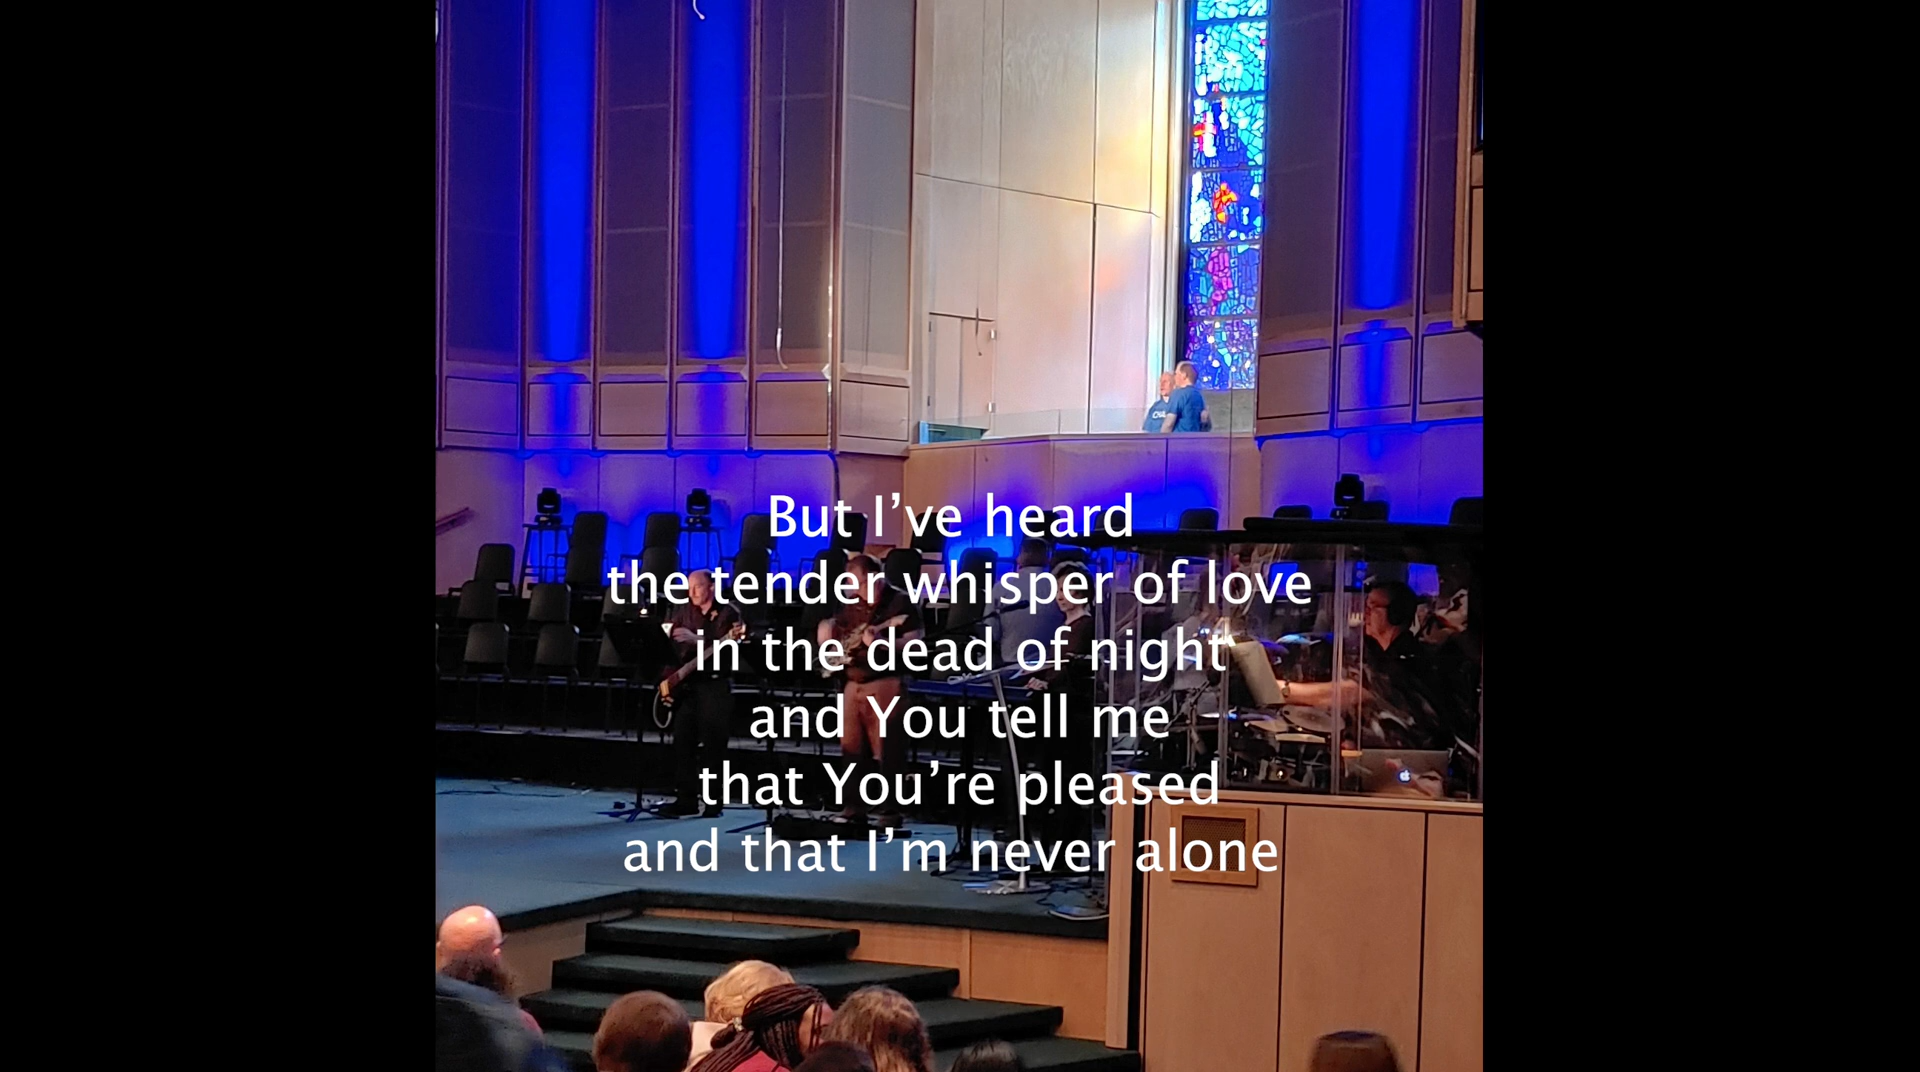 But I’ve heard
the tender whisper of love
in the dead of night
and You tell me
that You’re pleased
and that I’m never alone